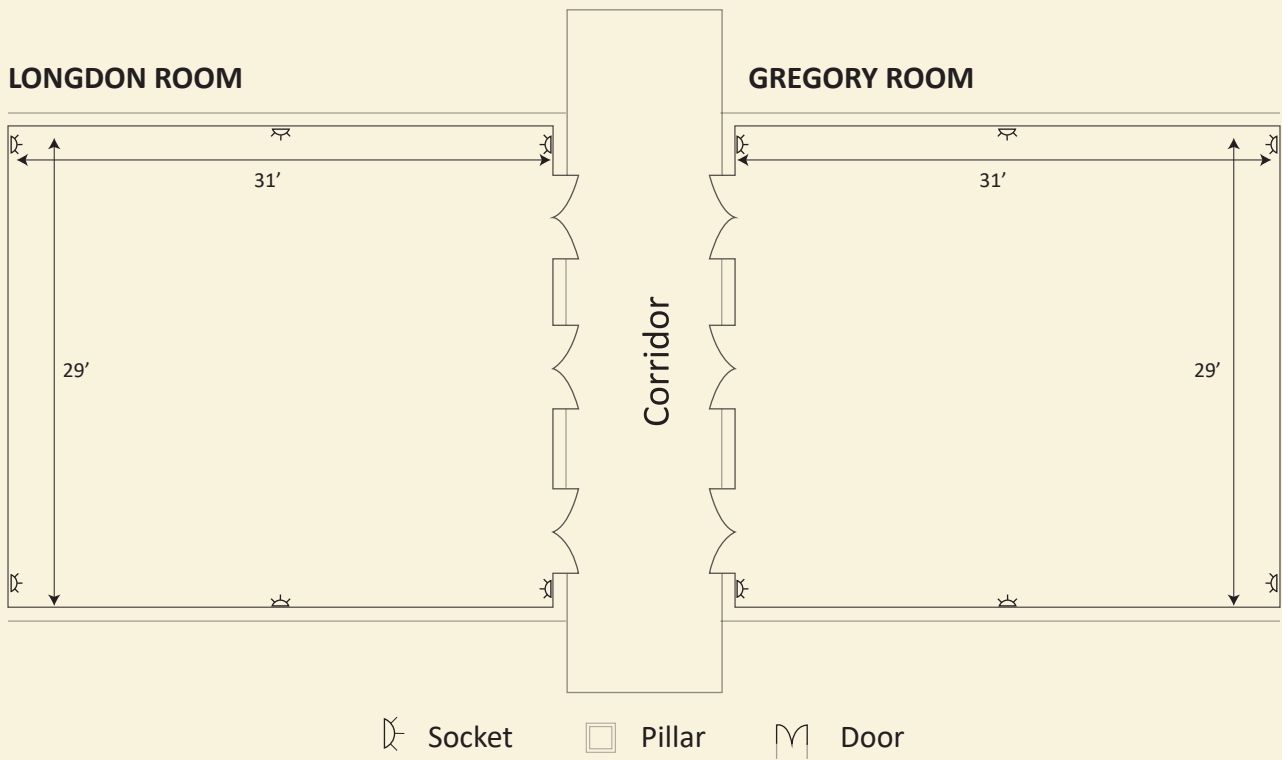 LONGDON ROOM
GREGORY ROOM
31’
31’
29’
Corridor
29’
Socket
Pillar
Door